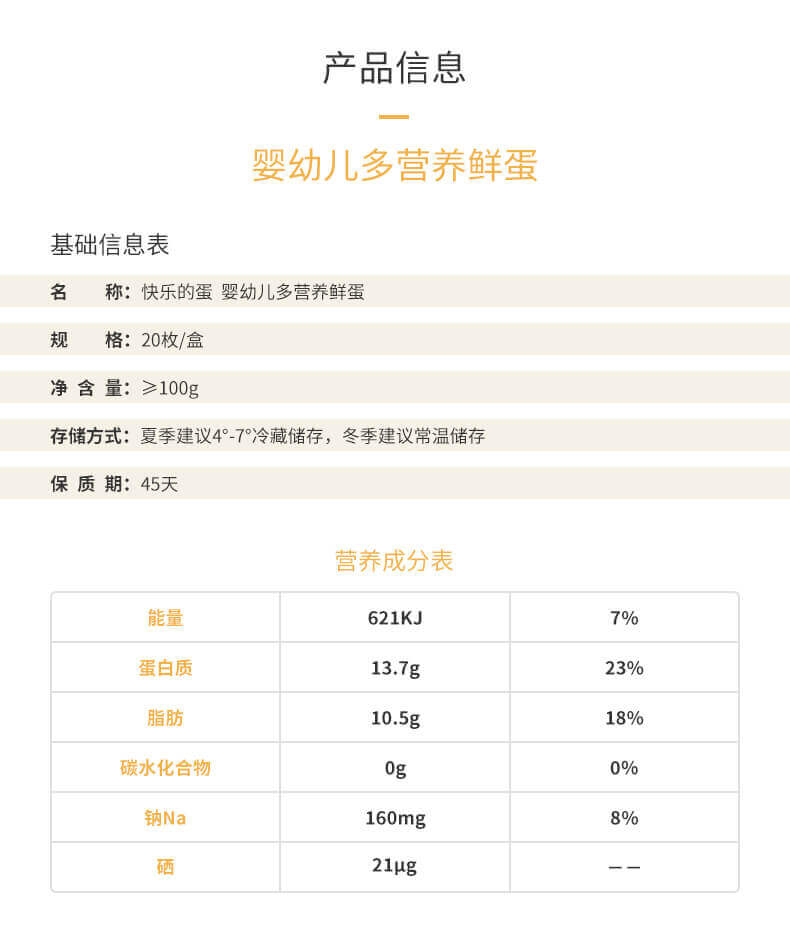 产品信息
婴幼儿多营养鲜蛋
基础信息表
名 称：快乐的蛋 婴幼儿多营养鲜蛋
规 格：20枚/盒
净 含 量：≥100g
存储方式：夏季建议4°-7°冷藏储存，冬季建议常温储存
保 质 期：45天
营养成分表
能量 621KJ 7%
蛋白质 13.7g 23%
脂肪 10.5g 18%
碳水化合物 0g 0%
钠Na 160mg 8%
硒 21μg ——